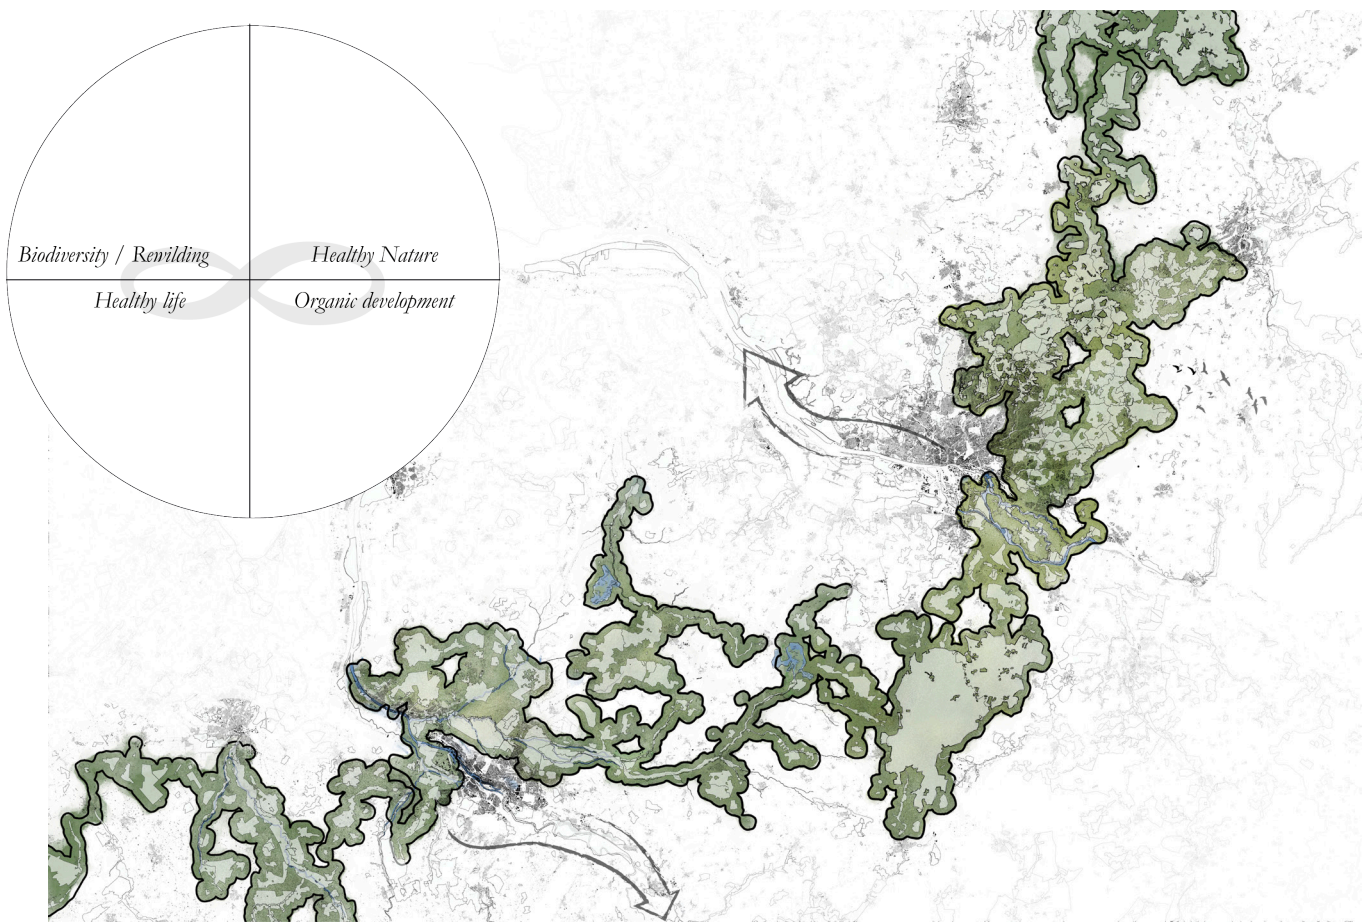 Biodiversity / Rewilding
Healthy Nature
Healthy life
Organic development